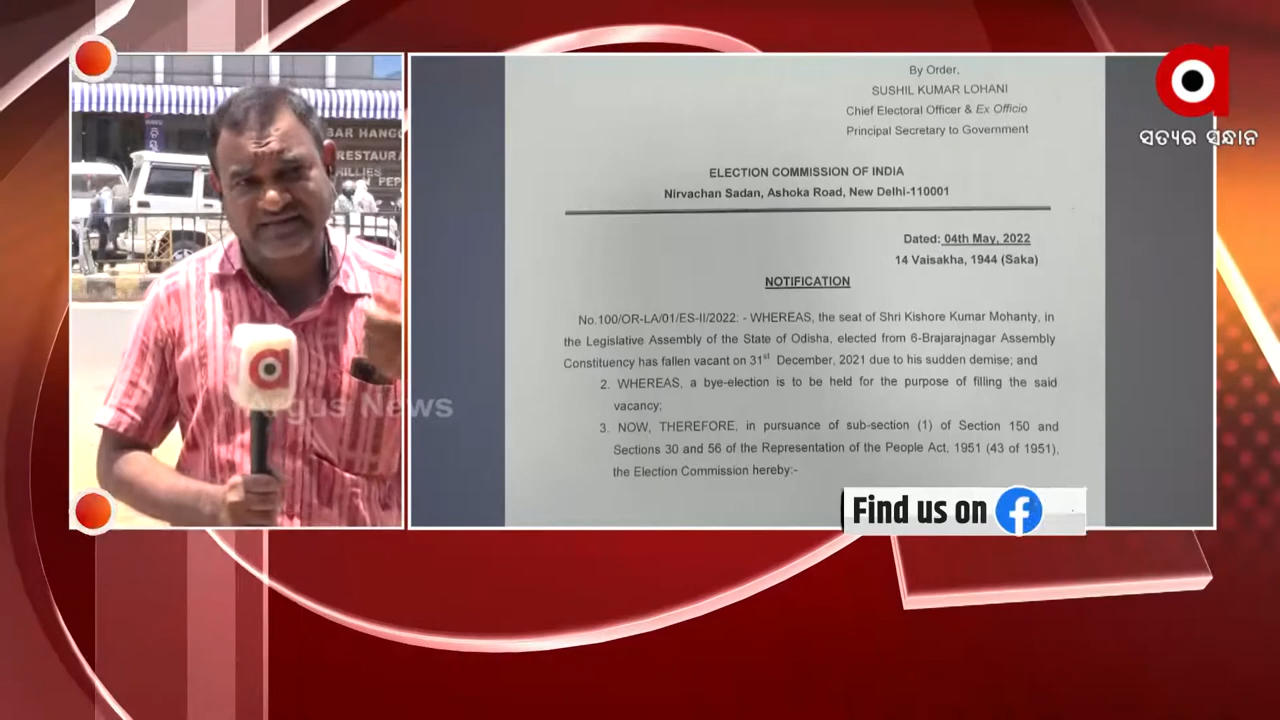 BAR HANGO
RESTAURA
By Order,
SUSHIL KUMAR LOHANI
Chief Electoral Officer & Ex Officio
Principal Secretary to Government
ELECTION COMMISSION OF INDIA
Nirvachan Sadan, Ashoka Road, New Delhi-110001
Dated: 04th May, 2022
14 Vaisakha, 1944 (Saka)
NOTIFICATION
No.100/OR-LA/01/ES-II/2022: - WHEREAS, the seat of Shri Kishore Kumar Mohanty, in
the Legislative Assembly of the State of Odisha, elected from 6-Brajarajnagar Assembly
Constituency has fallen vacant on 31st December, 2021 due to his sudden demise; and
2. WHEREAS, a bye-election is to be held for the purpose of filling the said
vacancy;
3. NOW, THEREFORE, in pursuance of sub-section (1) of Section 150 and
Sections 30 and 56 of the Representation of the People Act, 1951 (43 of 1951),
the Election Commission hereby:-
ସତ୍ୟର ସନ୍ଧାନ
Argus News
Find us on